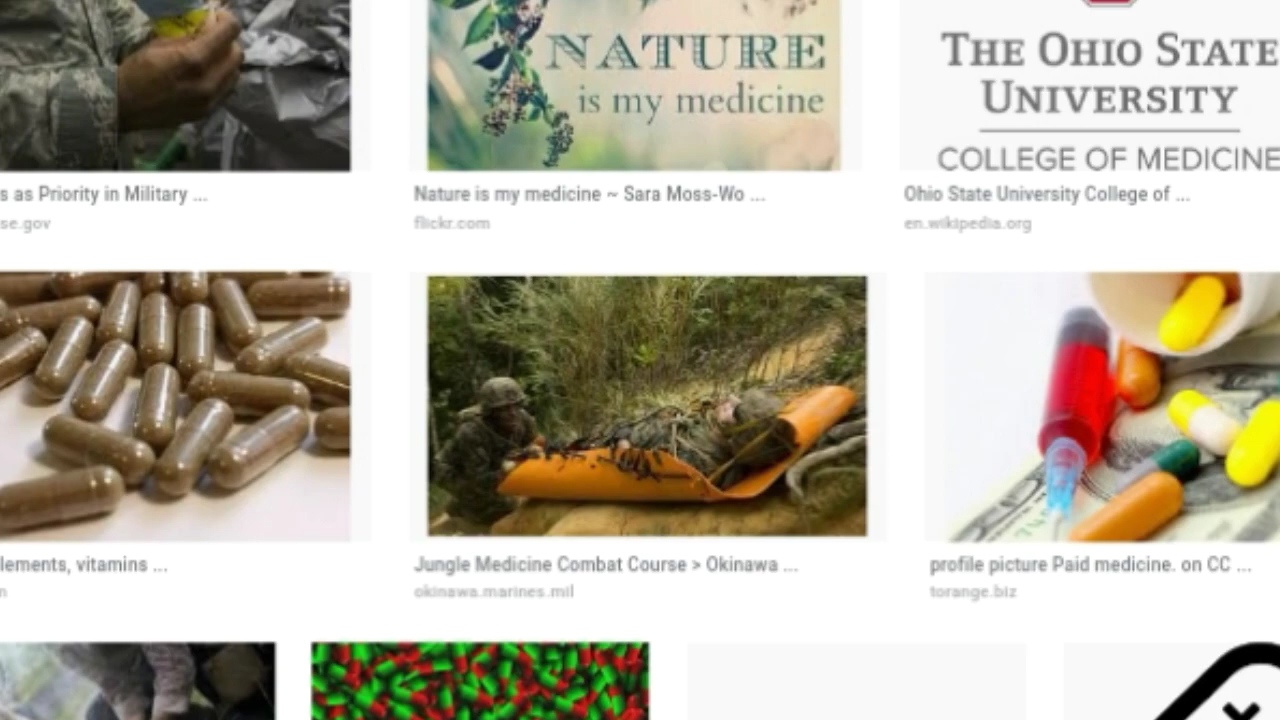 NATURE
is my medicine
THE OHIO STATE
UNIVERSITY
COLLEGE OF MEDICINE
s as Priority in Military ...
Nature is my medicine ~ Sara Moss-Wo ...
Ohio State University College of ...
se.gov
flickr.com
en.wikipedia.org
lements, vitamins ...
Jungle Medicine Combat Course > Okinawa ...
profile picture Paid medicine. on CC ...
okinawa.marines.mil
torange.biz